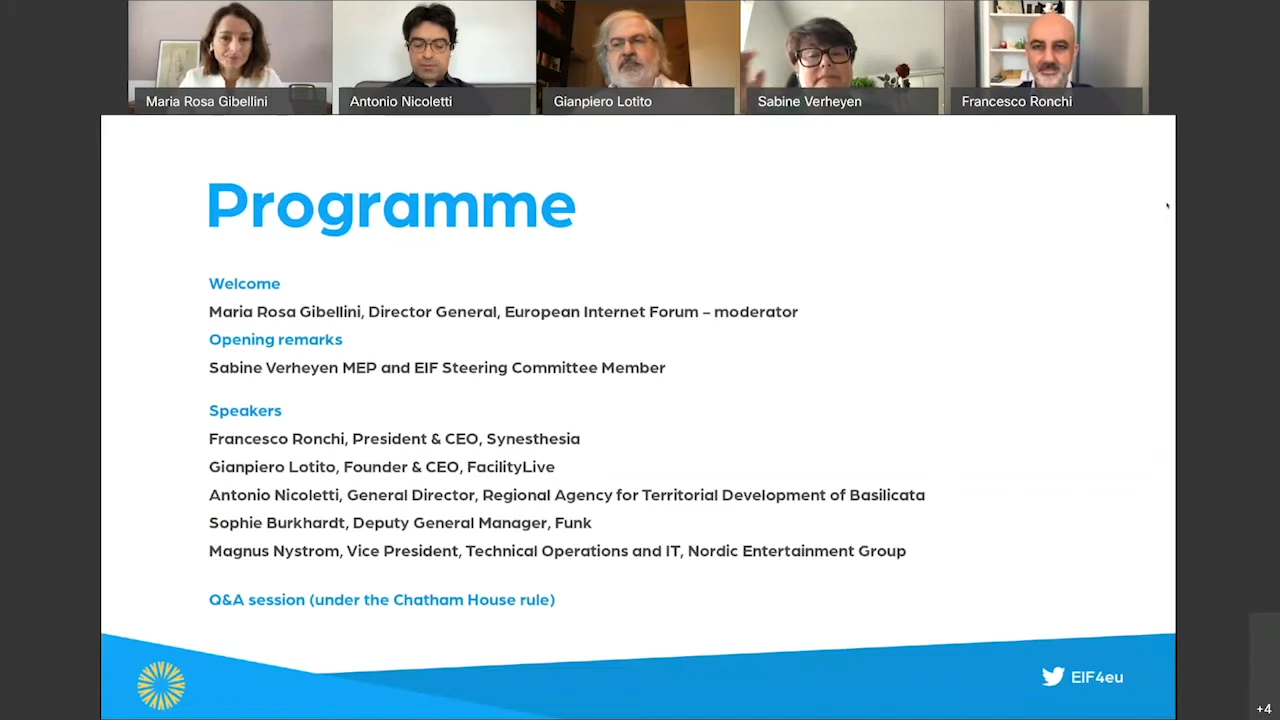 Maria Rosa Gibellini
Antonio Nicoletti
Gianpiero Lotito
Sabine Verheyen
Francesco Ronchi
Programme
Welcome
Maria Rosa Gibellini, Director General, European Internet Forum – moderator
Opening remarks
Sabine Verheyen MEP and EIF Steering Committee Member
Speakers
Francesco Ronchi, President & CEO, Synesthesia
Gianpiero Lotito, Founder & CEO, FacilityLive
Antonio Nicoletti, General Director, Regional Agency for Territorial Development of Basilicata
Sophie Burkhardt, Deputy General Manager, Funk
Magnus Nystrom, Vice President, Technical Operations and IT, Nordic Entertainment Group
Q&A session (under the Chatham House rule)
EIF4eu
+4